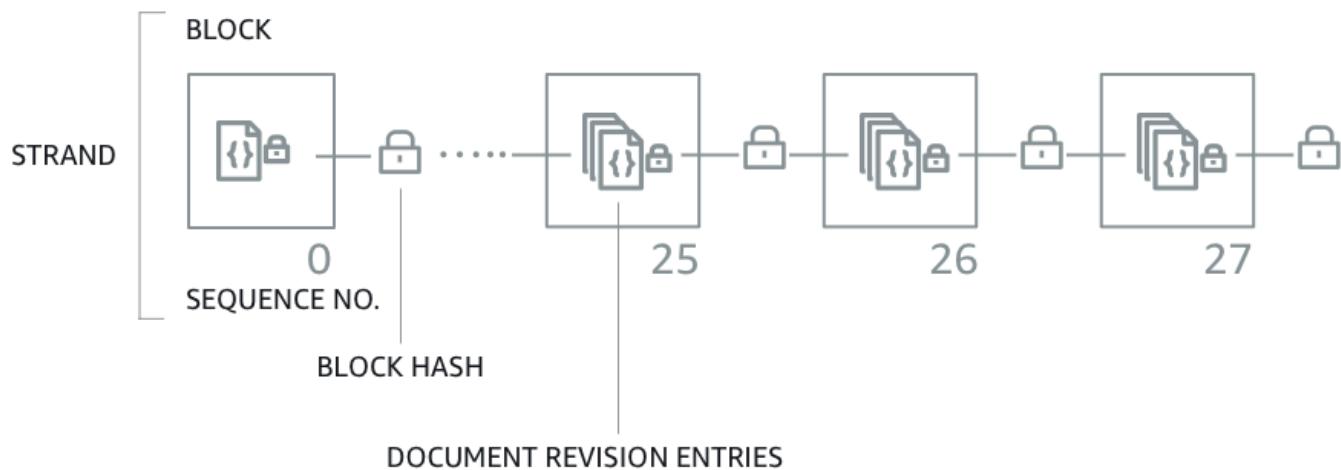 BLOCK
STRAND
0
25
26
27
SEQUENCE NO.
BLOCK HASH
DOCUMENT REVISION ENTRIES